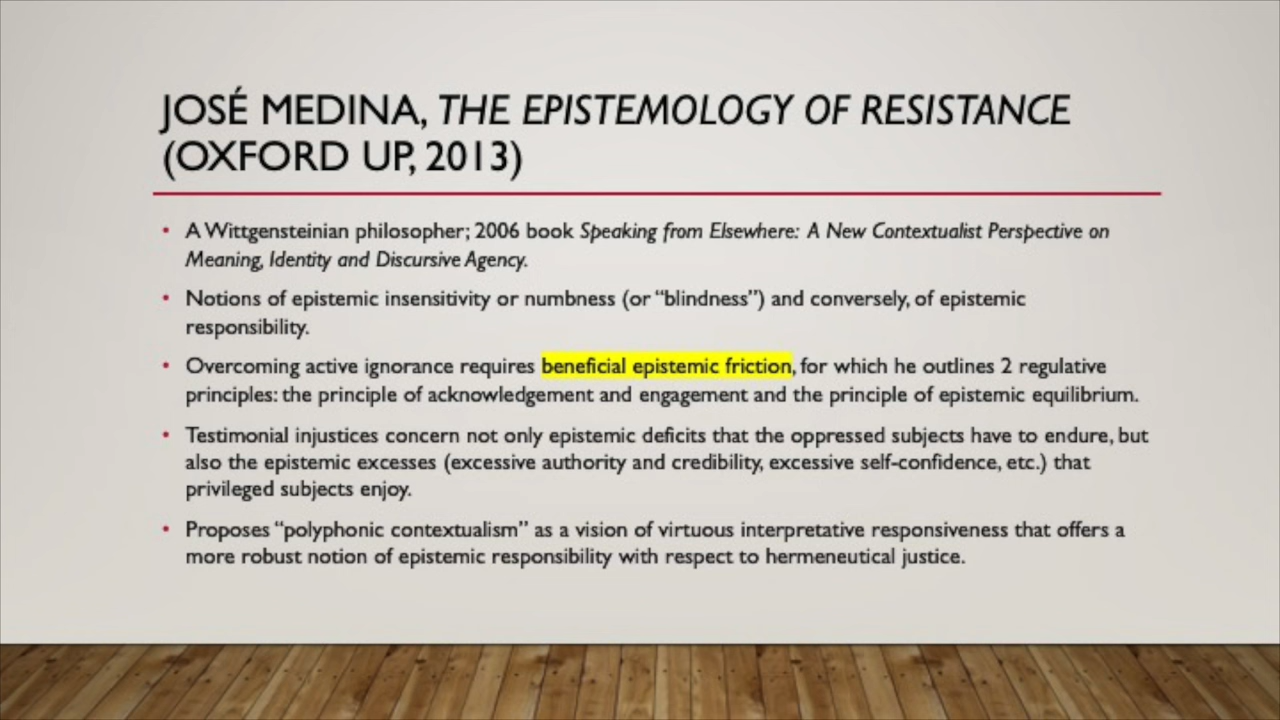 JOSÉ MEDINA, THE EPISTEMOLOGY OF RESISTANCE
(OXFORD UP, 2013)
• A Wittgensteinian philosopher; 2006 book Speaking from Elsewhere: A New Contextualist Perspective on
Meaning, Identity and Discursive Agency.
• Notions of epistemic insensitivity or numbness (or “blindness”) and conversely, of epistemic
responsibility.
• Overcoming active ignorance requires beneficial epistemic friction, for which he outlines 2 regulative
principles: the principle of acknowledgement and engagement and the principle of epistemic equilibrium.
• Testimonial injustices concern not only epistemic deficits that the oppressed subjects have to endure, but
also the epistemic excesses (excessive authority and credibility, excessive self-confidence, etc.) that
privileged subjects enjoy.
• Proposes “polyphonic contextualism” as a vision of virtuous interpretative responsiveness that offers a
more robust notion of epistemic responsibility with respect to hermeneutical justice.